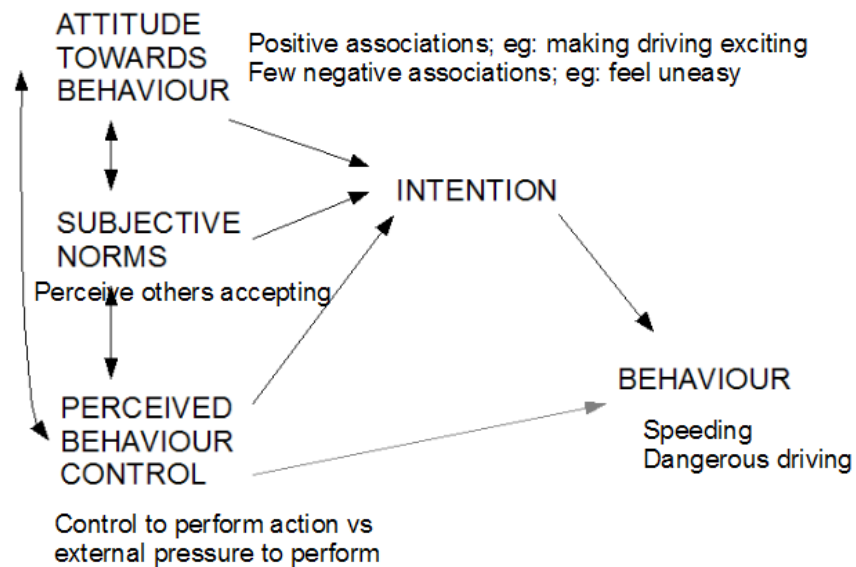 ATTITUDE
TOWARDS
BEHAVIOUR
Positive associations; eg: making driving exciting
Few negative associations; eg: feel uneasy
INTENTION
SUBJECTIVE
NORMS
Perceive others accepting
BEHAVIOUR
Speeding
Dangerous driving
PERCEIVED
BEHAVIOUR
CONTROL
Control to perform action vs
external pressure to perform